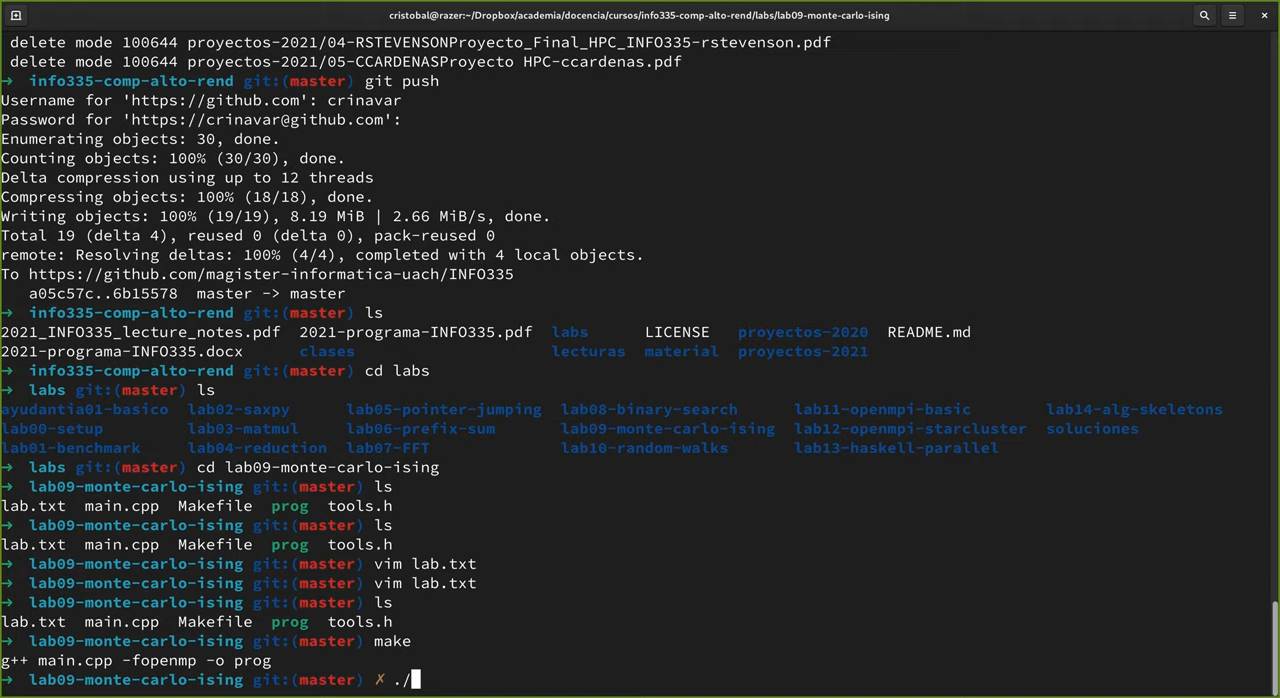 cristobal@razer:~/Dropbox/academia/docencia/cursos/info335-comp-alto-rend/labs/lab09-monte-carlo-ising
delete mode 100644 proyectos-2021/04-RSTEVENSONProyecto_Final_HPC_INFO335-rstevenson.pdf
delete mode 100644 proyectos-2021/05-CCARDENASProyecto HPC-ccardenas.pdf
→ info335-comp-alto-rend git:(master) git push
Username for 'https://github.com': crinavar
Password for 'https://crinavar@github.com':
Enumerating objects: 30, done.
Counting objects: 100% (30/30), done.
Delta compression using up to 12 threads
Compressing objects: 100% (18/18), done.
Writing objects: 100% (19/19), 8.19 MiB | 2.66 MiB/s, done.
Total 19 (delta 4), reused 0 (delta 0), pack-reused 0
remote: Resolving deltas: 100% (4/4), completed with 4 local objects.
To https://github.com/magister-informatica-uach/INFO335
a05c57c..6b15578 master -> master
→ info335-comp-alto-rend git:(master) ls
2021_INFO335_lecture_notes.pdf 2021-programa-INFO335.pdf labs LICENSE proyectos-2020 README.md
2021-programa-INFO335.docx clases lecturas material proyectos-2021
→ info335-comp-alto-rend git:(master) cd labs
→ labs git:(master) ls
ayudantia01-basico lab02-saxpy lab05-pointer-jumping lab08-binary-search lab11-openmpi-basic lab14-alg-skeletons
lab00-setup lab03-matmul lab06-prefix-sum lab09-monte-carlo-ising lab12-openmpi-starcluster soluciones
lab01-benchmark lab04-reduction lab07-FFT lab10-random-walks lab13-haskell-parallel
→ labs git:(master) cd lab09-monte-carlo-ising
→ lab09-monte-carlo-ising git:(master) ls
lab.txt main.cpp Makefile prog tools.h
→ lab09-monte-carlo-ising git:(master) ls
lab.txt main.cpp Makefile prog tools.h
→ lab09-monte-carlo-ising git:(master) vim lab.txt
→ lab09-monte-carlo-ising git:(master) vim lab.txt
→ lab09-monte-carlo-ising git:(master) ls
lab.txt main.cpp Makefile prog tools.h
→ lab09-monte-carlo-ising git:(master) make
g++ main.cpp -fopenmp -o prog
→ lab09-monte-carlo-ising git:(master) ✗ ./